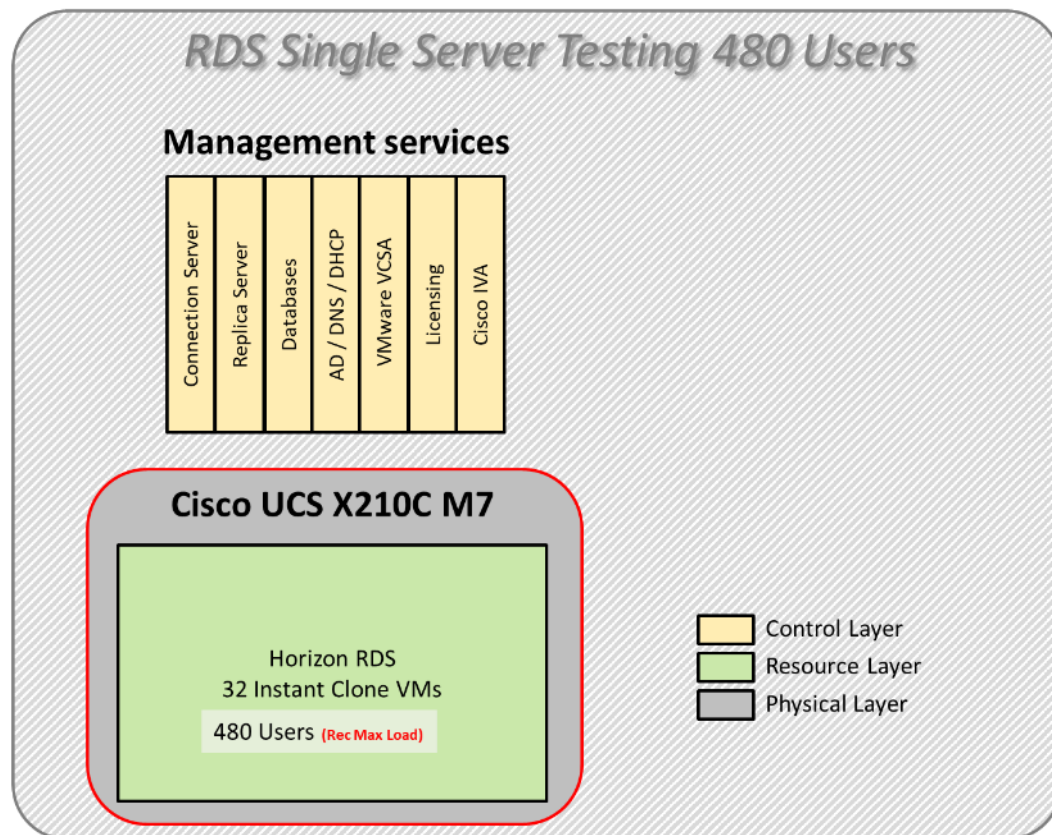 RDS Single Server Testing 480 Users
Management services
Connection Server
Replica Server
Databases
AD / DNS / DHCP
VMware VCSA
Licensing
Cisco IVA
Cisco UCS X210C M7
Horizon RDS
32 Instant Clone VMs
480 Users (Rec Max Load)
Control Layer
Resource Layer
Physical Layer